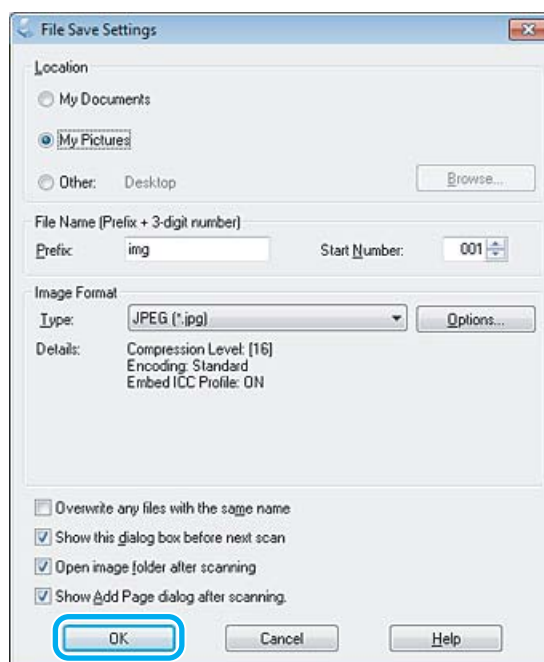 File Save Settings
Location
My Documents
My Pictures
Other: Desktop Browse...
File Name (Prefix + 3-digit number)
Prefix: img Start Number: 001
Image Format
Type: JPEG (*.jpg) Options...
Details: Compression Level: [16]
Encoding: Standard
Embed ICC Profile: ON
Overwrite any files with the same name
Show this dialog box before next scan
Open image folder after scanning
Show Add Page dialog after scanning.
OK Cancel Help